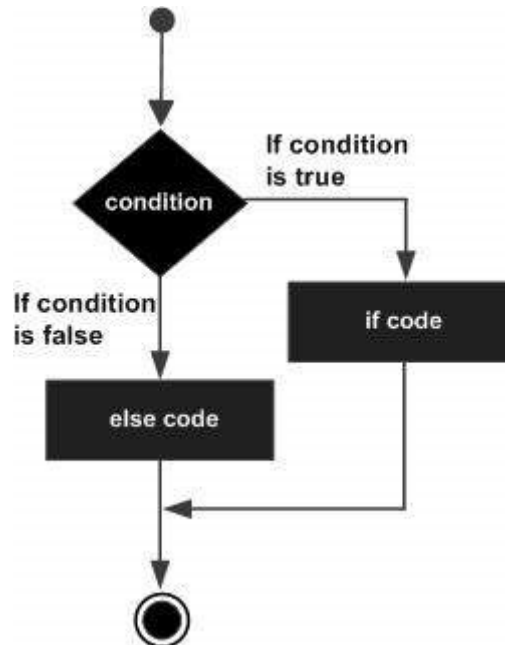 If condition
is true
condition
If condition
is false
if code
else code